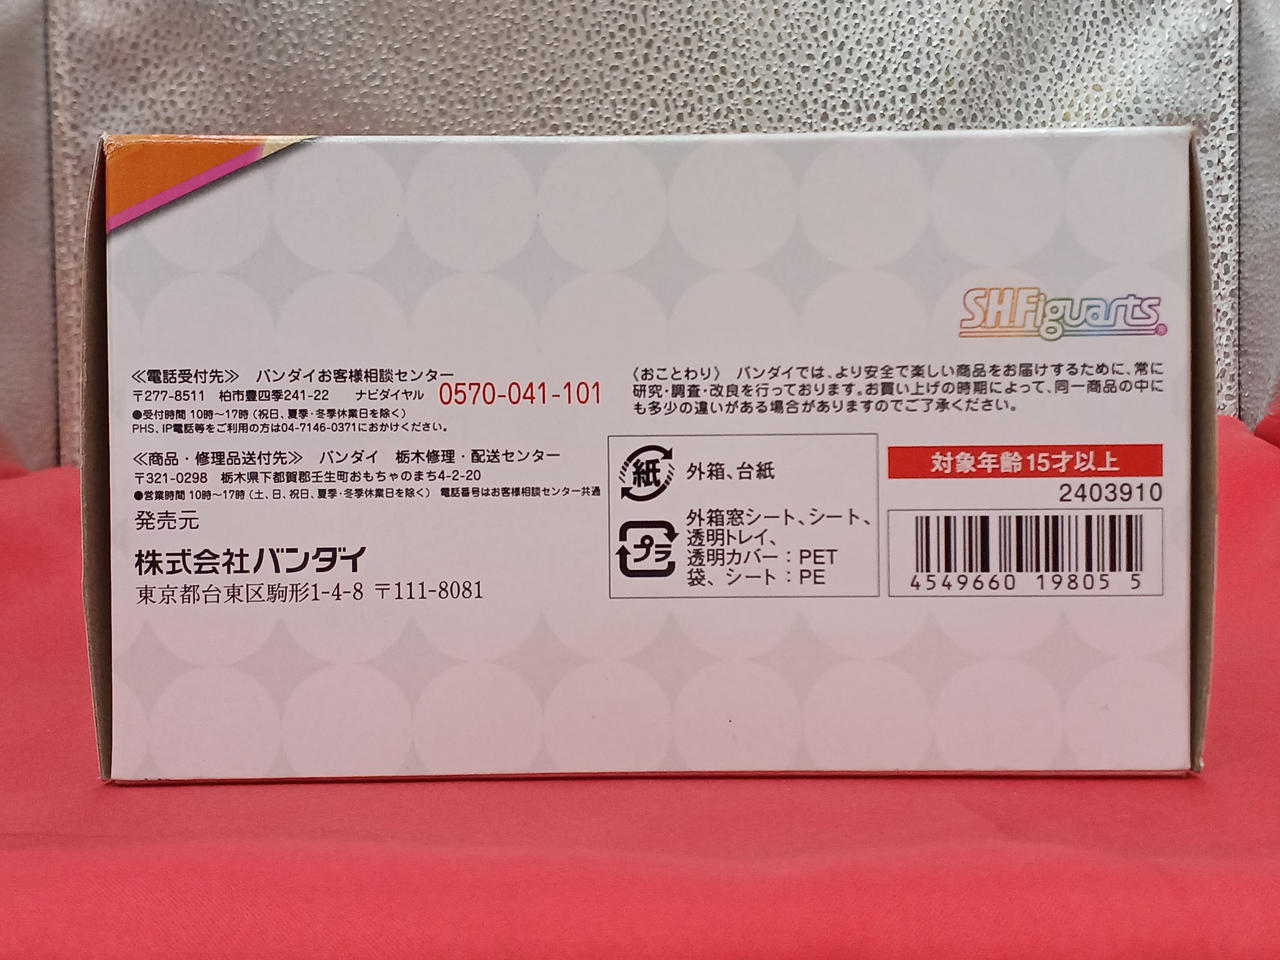 S.H.Figuarts®
≪電話受付先≫ バンダイお客様相談センター
〒277-8511 柏市豊四季241-22 ナビダイヤル 0570-041-101
●受付時間 10時〜17時(祝日、夏季・冬季休業日を除く)
PHS、IP電話等をご利用の方は04-7146-0371におかけください。
≪商品・修理品送付先≫ バンダイ 栃木修理・配送センター
〒321-0298 栃木県下都賀郡壬生町おもちゃのまち4-2-20
●営業時間 10時〜17時(土、日、祝日、夏季・冬季休業日を除く) 電話番号はお客様相談センター共通
発売元
株式会社バンダイ
東京都台東区駒形1-4-8 〒111-8081
〈おことわり〉 バンダイでは、より安全で楽しい商品をお届けするために、常に
研究・調査・改良を行っております。お買い上げの時期によって、同一商品の中に
も多少の違いがある場合がありますのでご了承ください。
紙 外箱、台紙
プラ 外箱窓シート、シート、
透明トレイ、
透明カバー：PET
袋、シート：PE
対象年齢15才以上
2403910
4549660 19805 5